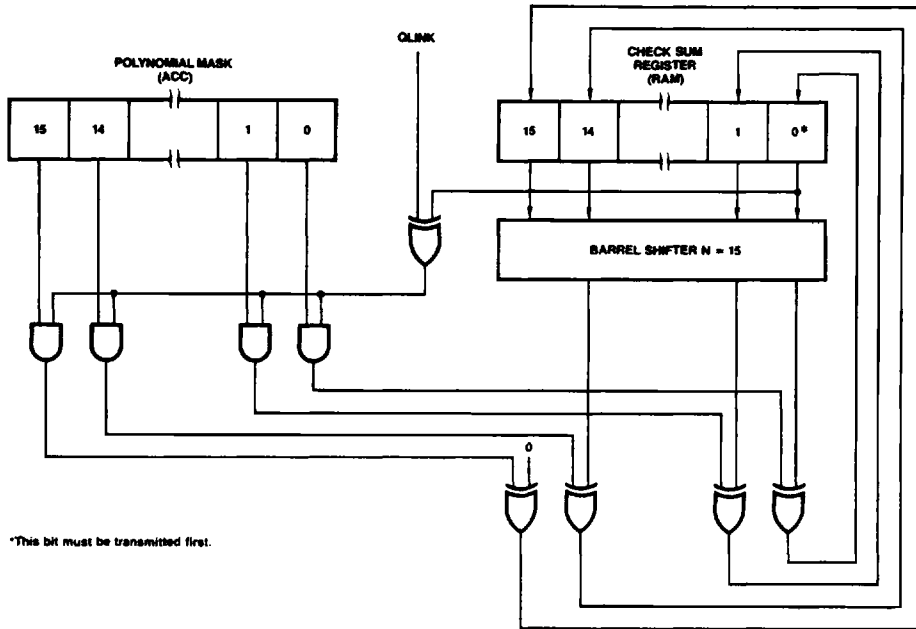 QLINK
POLYNOMIAL MASK
(ACC)
CHECK SUM
REGISTER
(RAM)
15 14 1 0
15 14 1 0*
BARREL SHIFTER N = 15
0
*This bit must be transmitted first.